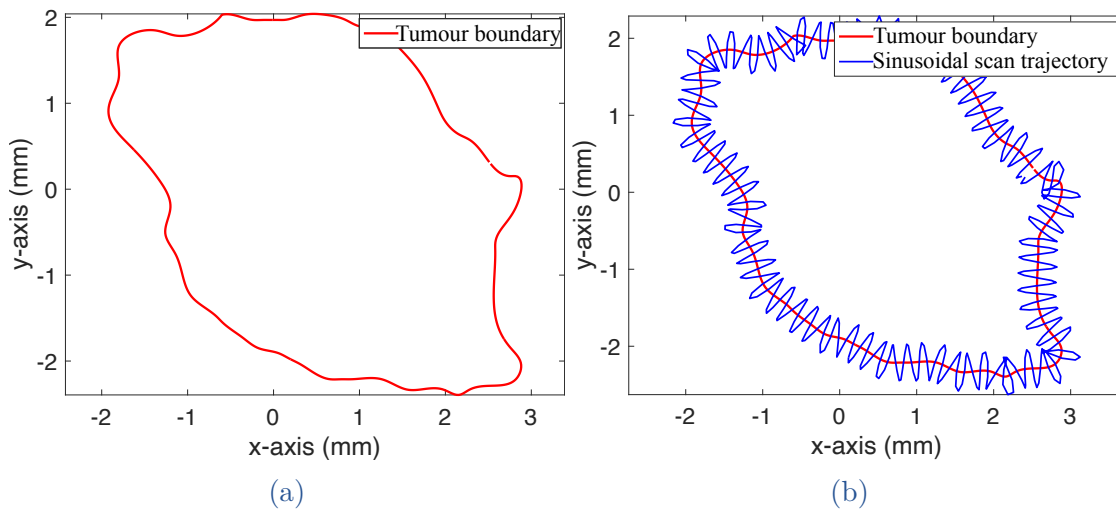 Tumour boundary
2
1
0
-1
-2
y-axis (mm)
-2 -1 0 1 2 3
x-axis (mm)
(a)
Tumour boundary
Sinusoidal scan trajectory
2
1
0
-1
-2
y-axis (mm)
-2 -1 0 1 2 3
x-axis (mm)
(b)